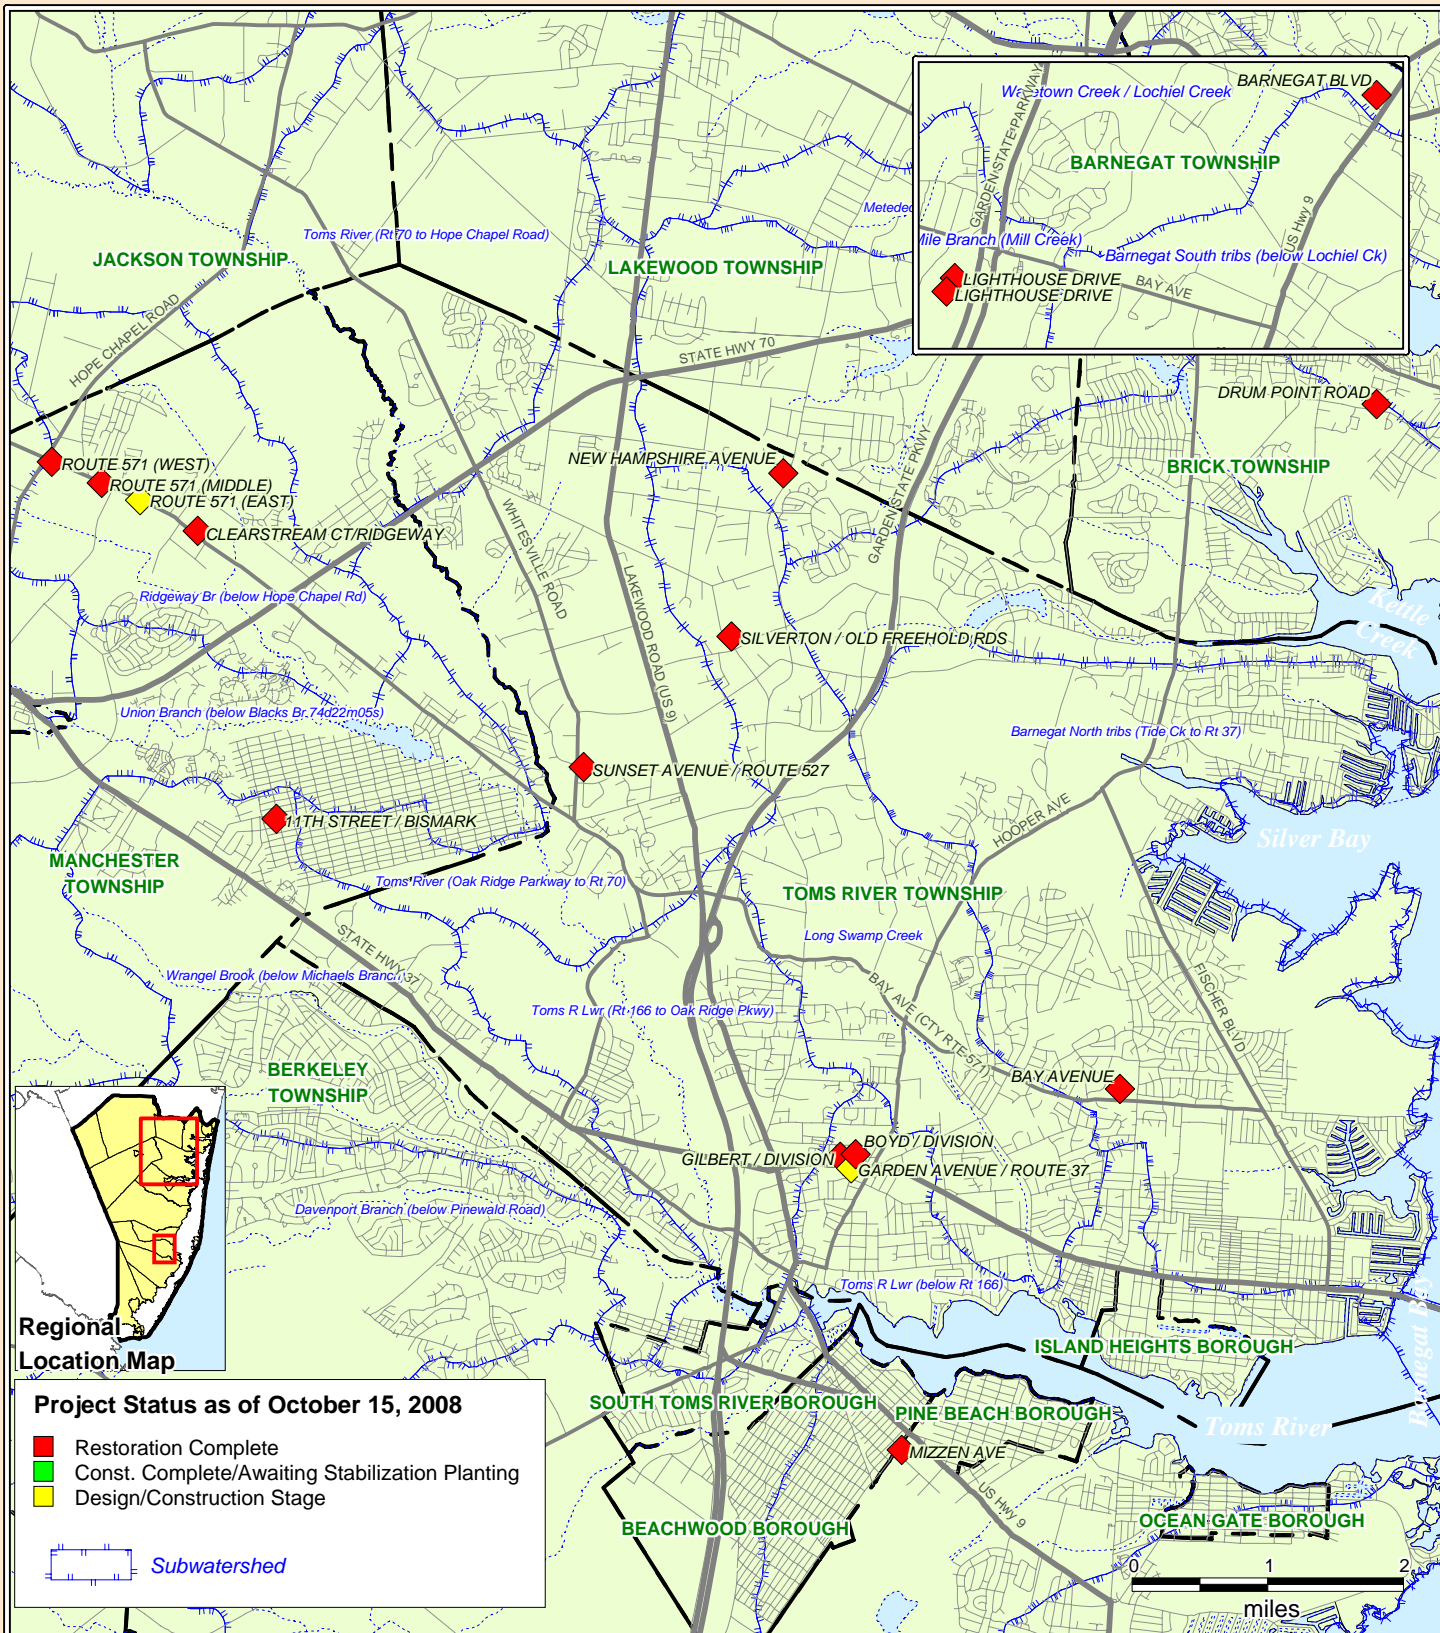 BARNEGAT BLVD
Wa etown Creek / Lochiel Creek
GARDEN STATE PARKWAY
BARNEGAT TOWNSHIP
US Hwy 9
Mile Branch (Mill Creek)
Barnegat South tribs (below Lochiel Ck)
LIGHTHOUSE DRIVE
LIGHTHOUSE DRIVE
BAY AVE
Metedec
Toms River (Rt 70 to Hope Chapel Road)
JACKSON TOWNSHIP
LAKEWOOD TOWNSHIP
HOPE CHAPEL ROAD
STATE HWY 70
DRUM POINT ROAD
GARDEN STATE PKWY
NEW HAMPSHIRE AVENUE
BRICK TOWNSHIP
ROUTE 571 (WEST)
ROUTE 571 (MIDDLE)
ROUTE 571 (EAST)
CLEARSTREAM CT/RIDGEWAY
WHITESVILLE ROAD
LAKEWOOD ROAD (US 9)
Ridgeway Br (below Hope Chapel Rd)
Kettle
Creek
SILVERTON / OLD FREEHOLD RDS
Union Branch (below Blacks Br 74d22m05s)
Barnegat North tribs (Tide Ck to Rt 37)
SUNSET AVENUE / ROUTE 527
11TH STREET / BISMARK
HOOPER AVE
Silver Bay
MANCHESTER
TOWNSHIP
Toms River (Oak Ridge Parkway to Rt 70)
TOMS RIVER TOWNSHIP
Long Swamp Creek
STATE HWY 37
Wrangel Brook (below Michaels Branch)
BAY AVE (CTY RTE 571)
FISCHER BLVD
Toms R Lwr (Rt 166 to Oak Ridge Pkwy)
BERKELEY
TOWNSHIP
BAY AVENUE
BOYD / DIVISION
GILBERT / DIVISION
GARDEN AVENUE / ROUTE 37
Davenport Branch (below Pinewald Road)
Toms R Lwr (below Rt 166)
Barnegat Bay
Regional
Location Map
ISLAND HEIGHTS BOROUGH
SOUTH TOMS RIVER BOROUGH
PINE BEACH BOROUGH
Toms River
MIZZEN AVE
US Hwy 9
BEACHWOOD BOROUGH
OCEAN GATE BOROUGH
Project Status as of October 15, 2008
Restoration Complete
Const. Complete/Awaiting Stabilization Planting
Design/Construction Stage
Subwatershed
0 1 2
miles